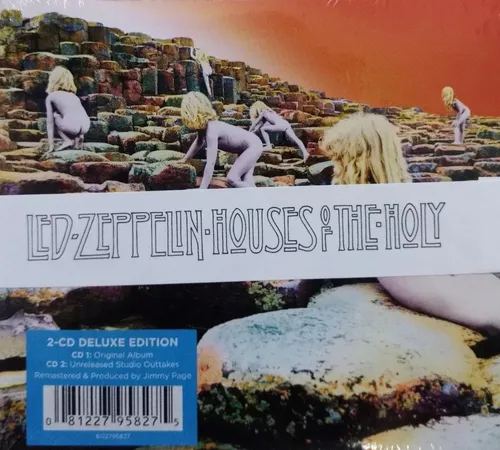 LED·ZEPPELIN·HOUSES OF THE HOLY
2-CD DELUXE EDITION
CD 1: Original Album
CD 2: Unreleased Studio Outtakes
Remastered & Produced by Jimmy Page
0 81227 95827 5
8122795827